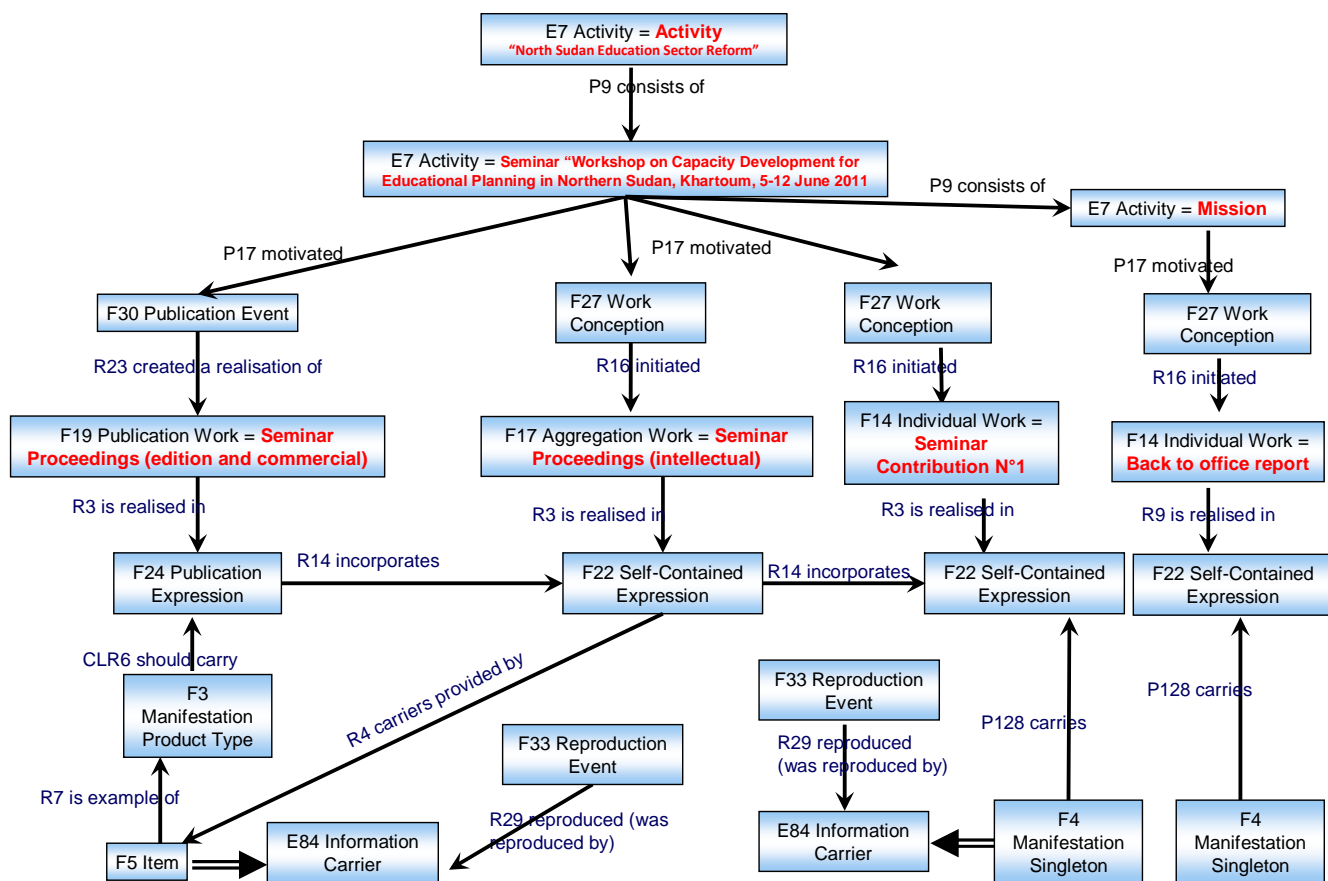 E7 Activity = Activity
“North Sudan Education Sector Reform”
P9 consists of
E7 Activity = Seminar “Workshop on Capacity Development for
Educational Planning in Northern Sudan, Khartoum, 5-12 June 2011
P9 consists of
E7 Activity = Mission
P17 motivated
P17 motivated
P17 motivated
P17 motivated
F30 Publication Event
F27 Work
Conception
F27 Work
Conception
F27 Work
Conception
R23 created a realisation of
R16 initiated
R16 initiated
R16 initiated
F19 Publication Work = Seminar
Proceedings (edition and commercial)
F17 Aggregation Work = Seminar
Proceedings (intellectual)
F14 Individual Work =
Seminar
Contribution N°1
F14 Individual Work =
Back to office report
R3 is realised in
R3 is realised in
R3 is realised in
R9 is realised in
F24 Publication
Expression
R14 incorporates
F22 Self-Contained
Expression
R14 incorporates
F22 Self-Contained
Expression
F22 Self-Contained
Expression
CLR6 should carry
R4 carriers provided by
F3
Manifestation
Product Type
F33 Reproduction
Event
F33 Reproduction
Event
P128 carries
P128 carries
R29 reproduced
(was reproduced by)
R7 is example of
R29 reproduced (was
reproduced by)
F5 Item
E84 Information
Carrier
E84 Information
Carrier
F4
Manifestation
Singleton
F4
Manifestation
Singleton